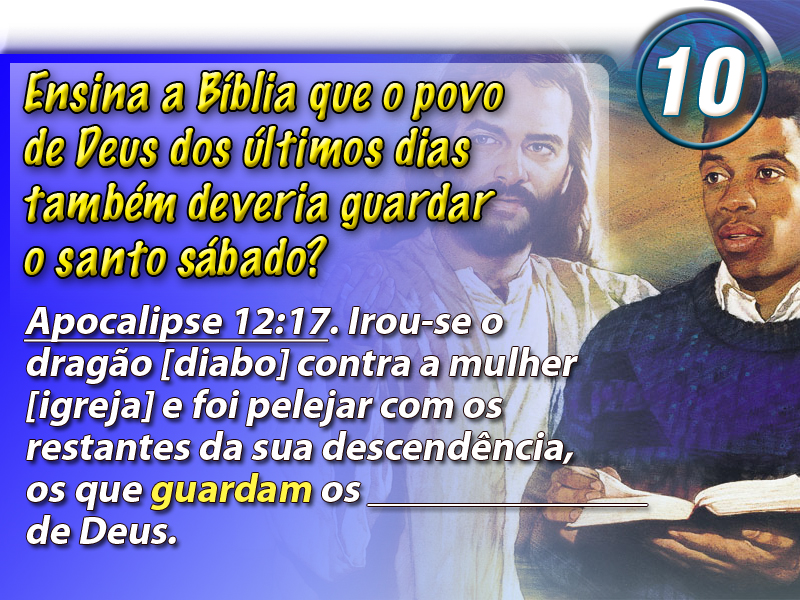 10
Ensina a Bíblia que o povo
de Deus dos últimos dias
também deveria guardar
o santo sábado?
Apocalipse 12:17. Irou-se o
dragão [diabo] contra a mulher
[igreja] e foi pelejar com os
restantes da sua descendência,
os que guardam os ______________
de Deus.